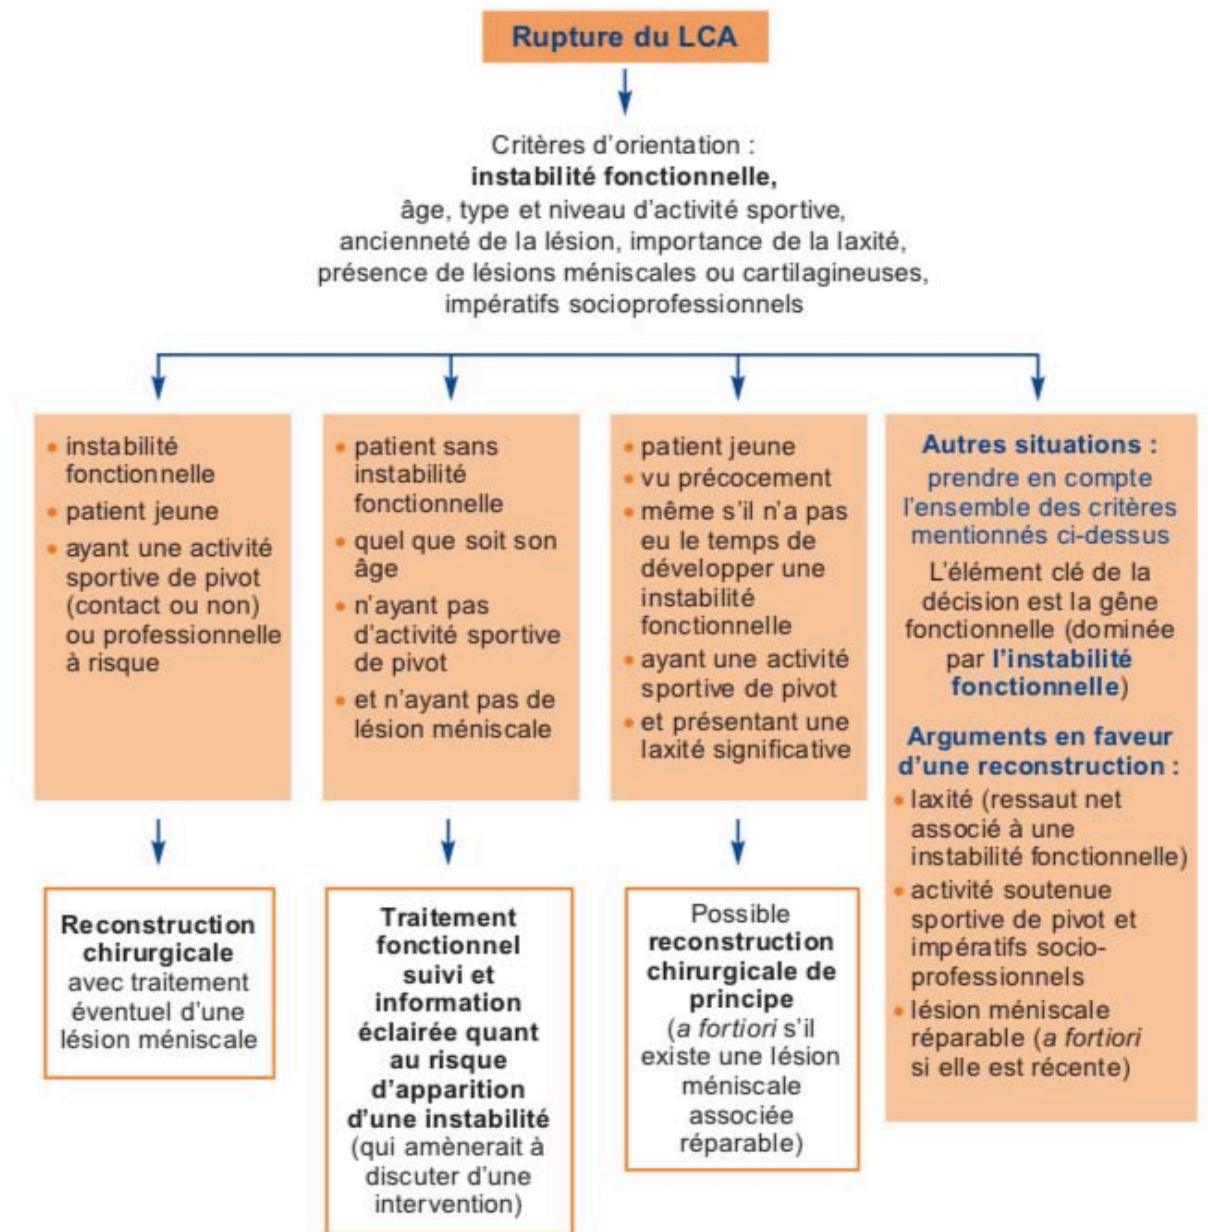 Rupture du LCA
Critères d'orientation :
instabilité fonctionnelle,
âge, type et niveau d'activité sportive,
ancienneté de la lésion, importance de la laxité,
présence de lésions méniscales ou cartilagineuses,
impératifs socioprofessionnels
• instabilité
fonctionnelle
• patient jeune
• ayant une activité
sportive de pivot
(contact ou non)
ou professionnelle
à risque
Reconstruction
chirurgicale
avec traitement
éventuel d'une
lésion méniscale
• patient sans
instabilité
fonctionnelle
• quel que soit son
âge
• n'ayant pas
d'activité sportive
de pivot
• et n'ayant pas de
lésion méniscale
Traitement
fonctionnel
suivi et
information
éclairée quant
au risque
d'apparition
d'une instabilité
(qui amènerait à
discuter d'une
intervention)
• patient jeune
• vu précocement
• même s'il n'a pas
eu le temps de
développer une
instabilité
fonctionnelle
• ayant une activité
sportive de pivot
• et présentant une
laxité significative
Possible
reconstruction
chirurgicale de
principe
(a fortiori s'il
existe une lésion
méniscale
associée
réparable)
Autres situations :
prendre en compte
l'ensemble des critères
mentionnés ci-dessus
L'élément clé de la
décision est la gêne
fonctionnelle (dominée
par l'instabilité
fonctionnelle)
Arguments en faveur
d'une reconstruction :
• laxité (ressaut net
associé à une
instabilité fonctionnelle)
• activité soutenue
sportive de pivot et
impératifs socio-
professionnels
• lésion méniscale
réparable (a fortiori
si elle est récente)